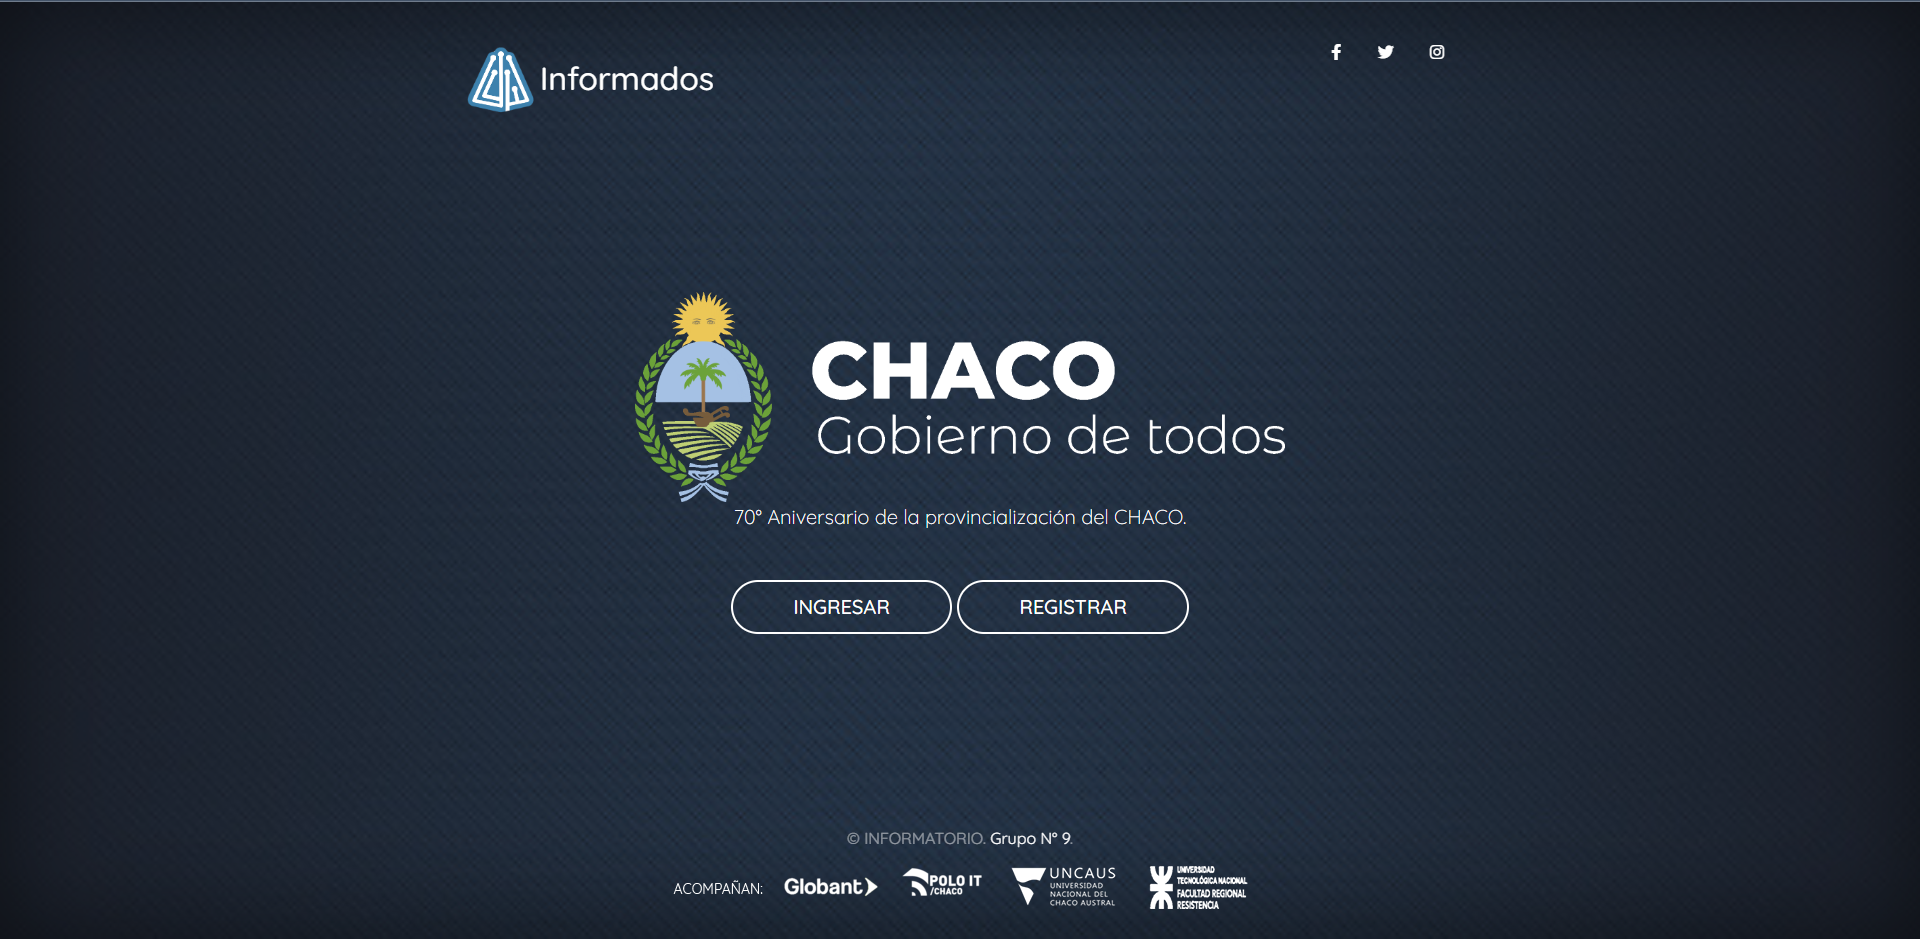 Informados
CHACO
Gobierno de todos
70° Aniversario de la provincialización del CHACO.
INGRESAR
REGISTRAR
© INFORMATORIO. Grupo N° 9.
ACOMPAÑAN:
Globant
POLO IT
/CHACO
UNCAUS
UNIVERSIDAD
NACIONAL DEL
CHACO AUSTRAL
UNIVERSIDAD
TECNOLÓGICA NACIONAL
FACULTAD REGIONAL
RESISTENCIA